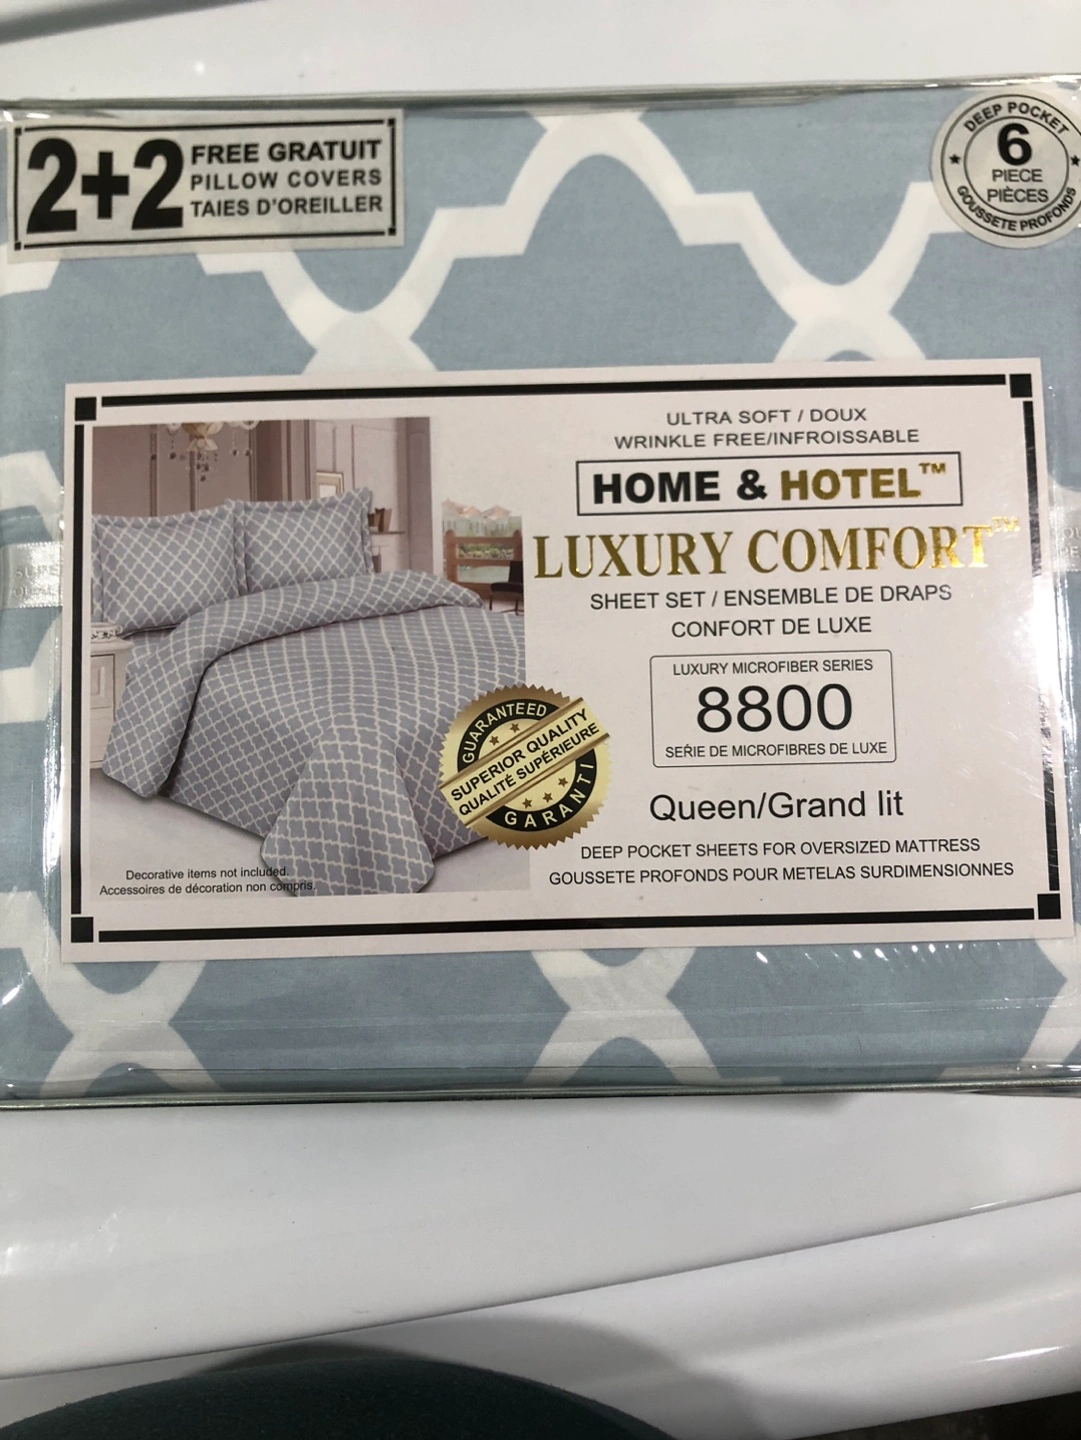 2+2 FREE GRATUIT
PILLOW COVERS
TAIES D'OREILLER
DEEP POCKET
6
PIECE
PIÈCES
GOUSSETE PROFONDS
ULTRA SOFT / DOUX
WRINKLE FREE/INFROISSABLE
HOME & HOTEL™
LUXURY COMFORT™
SHEET SET / ENSEMBLE DE DRAPS
CONFORT DE LUXE
LUXURY MICROFIBER SERIES
8800
SERÍE DE MICROFIBRES DE LUXE
GUARANTEED
SUPERIOR QUALITY
QUALITÉ SUPÉRIEURE
GARANTI
Queen/Grand lit
DEEP POCKET SHEETS FOR OVERSIZED MATTRESS
GOUSSETE PROFONDS POUR METELAS SURDIMENSIONNES
Decorative items not included.
Accessoires de décoration non compris.